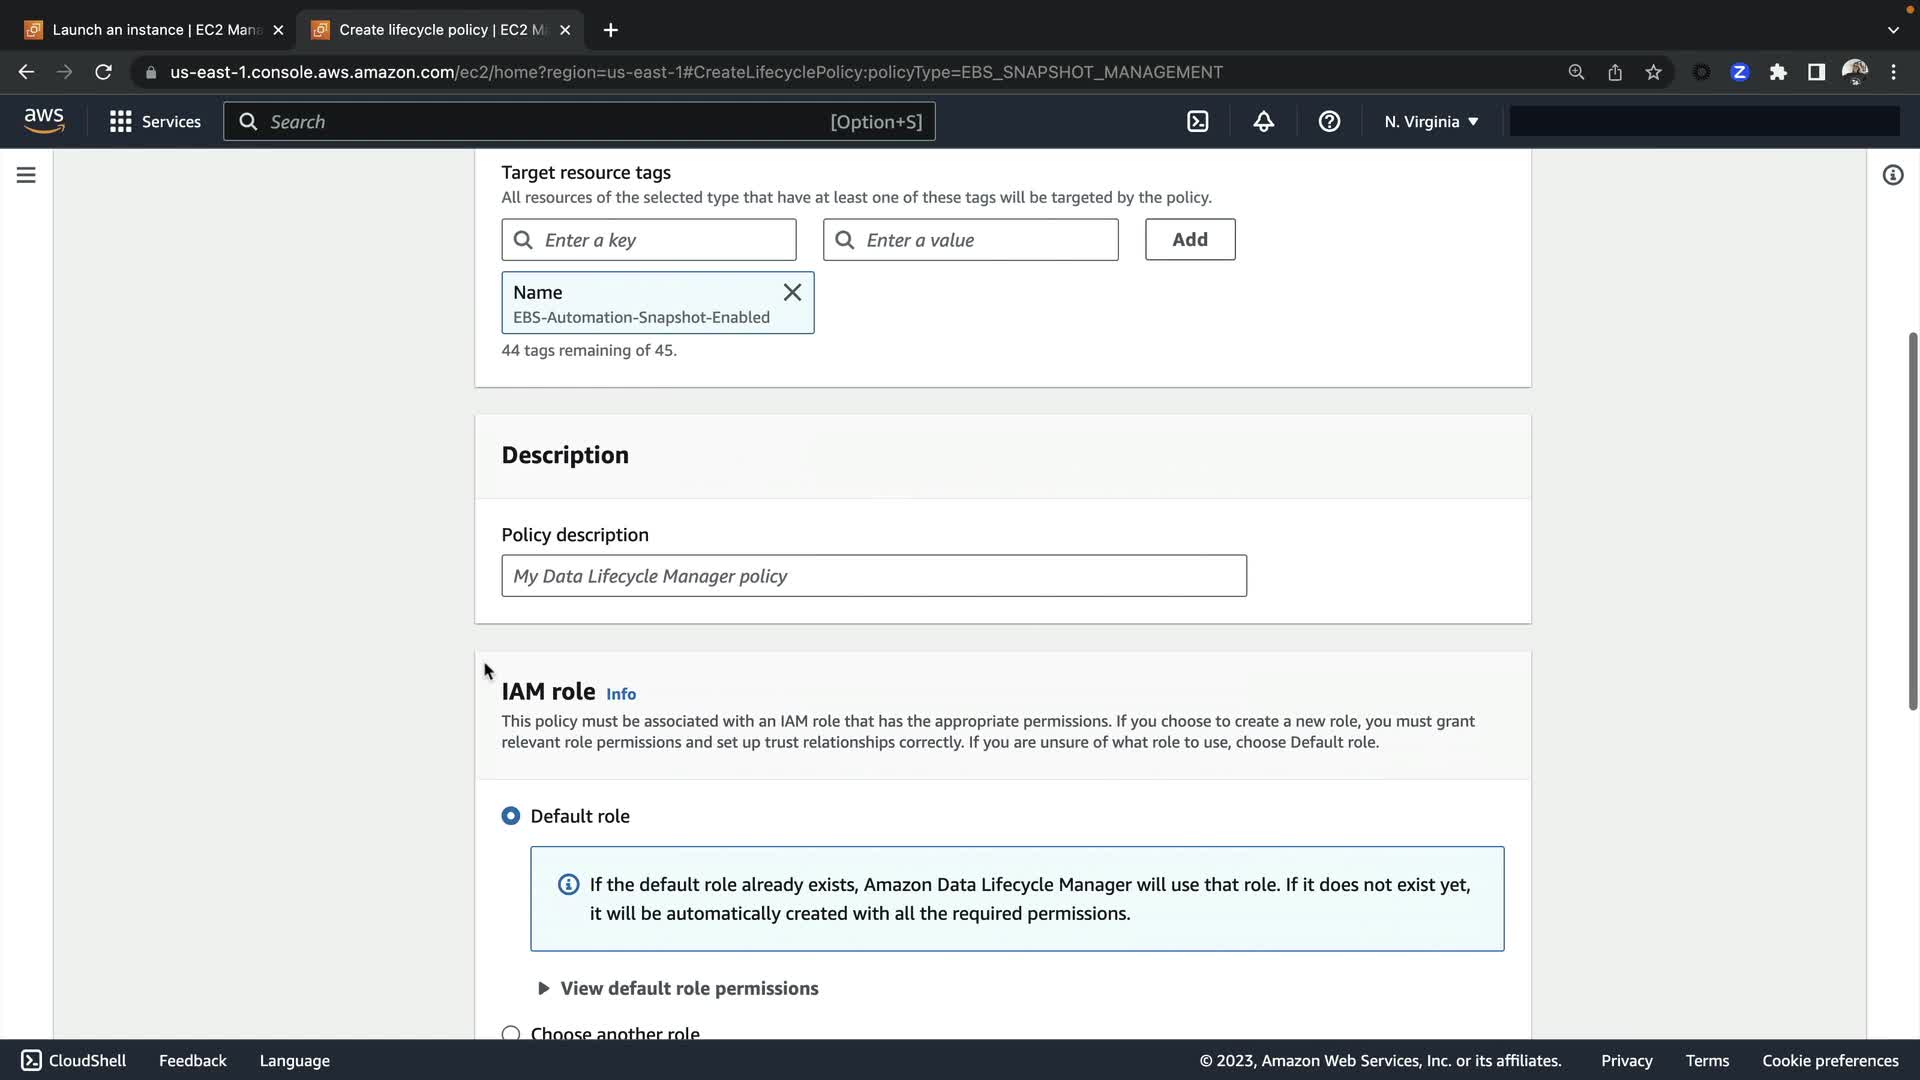 Launch an instance | EC2 Mana
Create lifecycle policy | EC2 M
us-east-1.console.aws.amazon.com/ec2/home?region=us-east-1#CreateLifecyclePolicy:policyType=EBS_SNAPSHOT_MANAGEMENT
Z
aws
Services
Search
[Option+S]
N. Virginia
Target resource tags
All resources of the selected type that have at least one of these tags will be targeted by the policy.
Enter a key
Enter a value
Add
Name
EBS-Automation-Snapshot-Enabled
44 tags remaining of 45.
Description
Policy description
My Data Lifecycle Manager policy
IAM role Info
This policy must be associated with an IAM role that has the appropriate permissions. If you choose to create a new role, you must grant
relevant role permissions and set up trust relationships correctly. If you are unsure of what role to use, choose Default role.
Default role
If the default role already exists, Amazon Data Lifecycle Manager will use that role. If it does not exist yet,
it will be automatically created with all the required permissions.
View default role permissions
Choose another role
CloudShell
Feedback
Language
© 2023, Amazon Web Services, Inc. or its affiliates.
Privacy
Terms
Cookie preferences